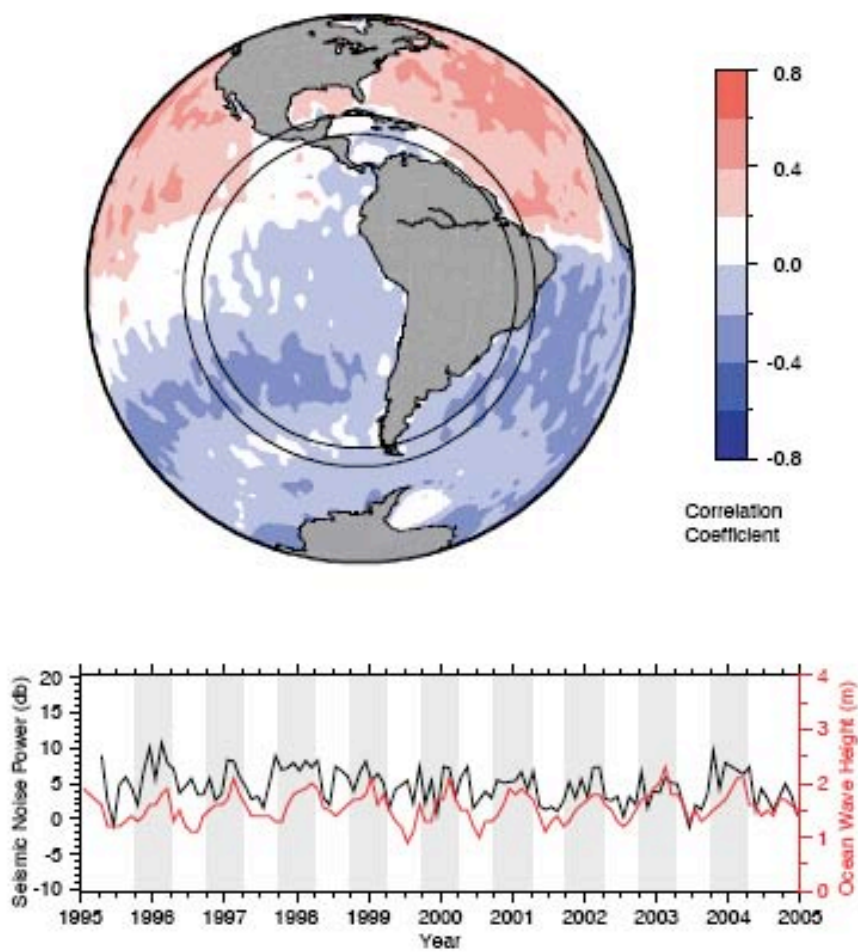 0.8
0.4
0.0
-0.4
-0.8
Correlation
Coefficient
Seismic Noise Power (db)
20
15
10
5
0
-5
-10
4
3
2
1
0
Ocean Wave Height (m)
1995 1996 1997 1998 1999 2000 2001 2002 2003 2004 2005
Year